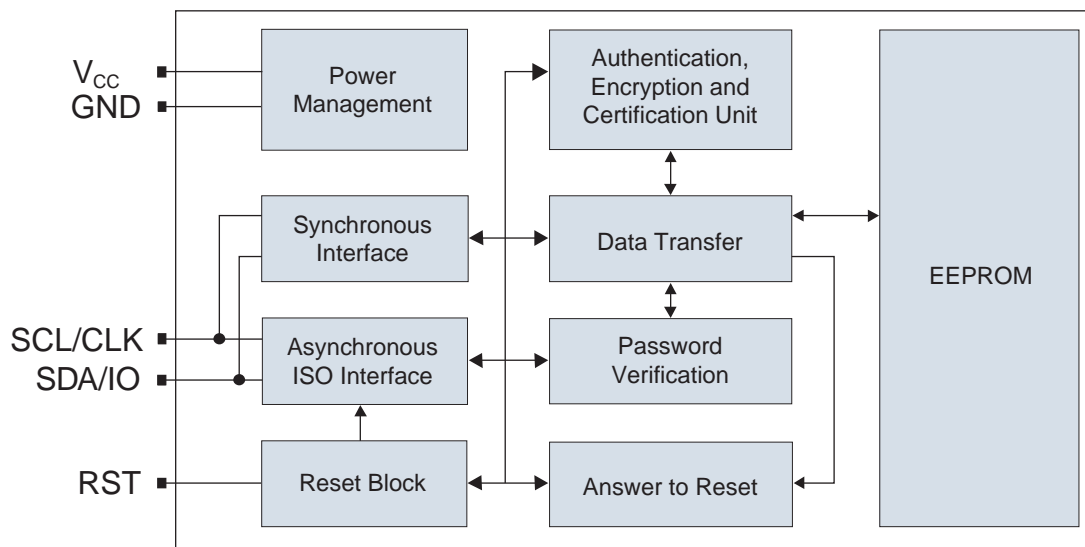 V_CC
GND
SCL/CLK
SDA/IO
RST
Power
Management
Synchronous
Interface
Asynchronous
ISO Interface
Reset Block
Authentication,
Encryption and
Certification Unit
Data Transfer
Password
Verification
Answer to Reset
EEPROM